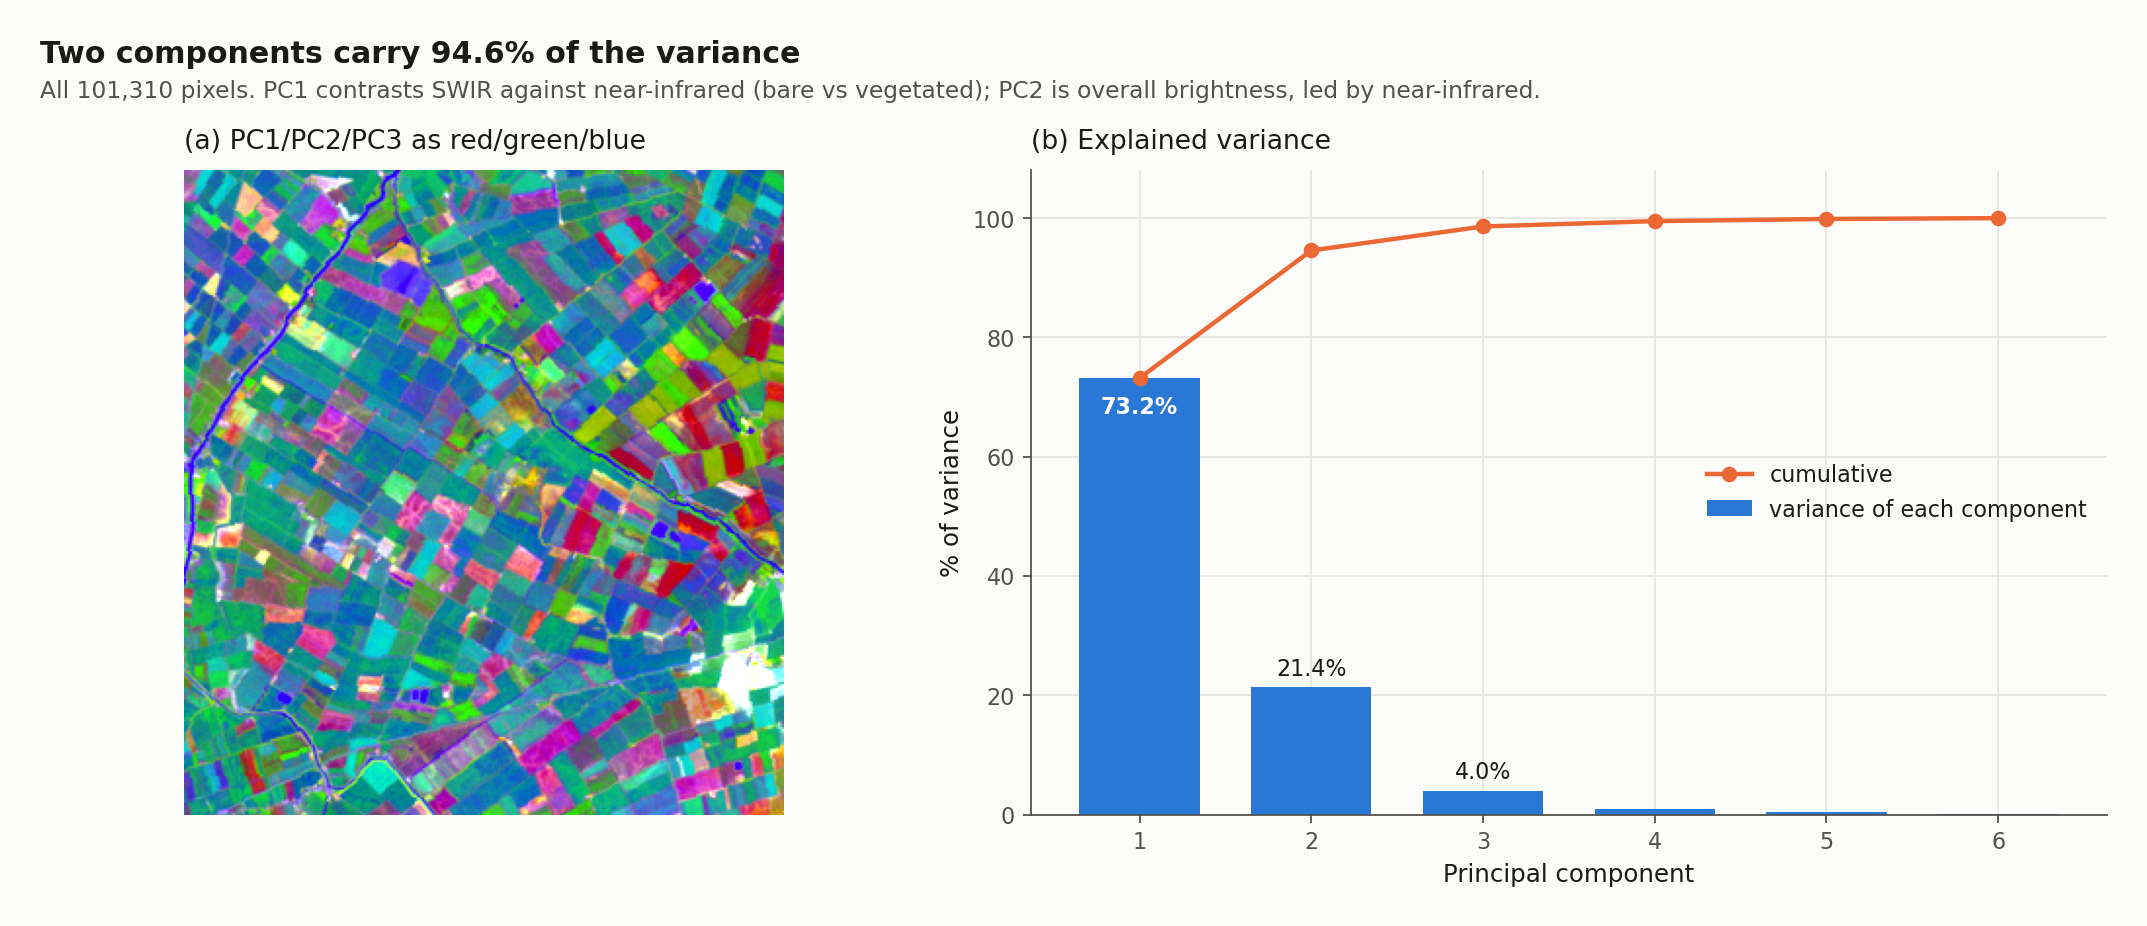 Two components carry 94.6% of the variance
All 101,310 pixels. PC1 contrasts SWIR against near-infrared (bare vs vegetated); PC2 is overall brightness, led by near-infrared.
(a) PC1/PC2/PC3 as red/green/blue
(b) Explained variance
% of variance
100
80
60
40
20
0
73.2%
21.4%
4.0%
cumulative
variance of each component
1 2 3 4 5 6
Principal component